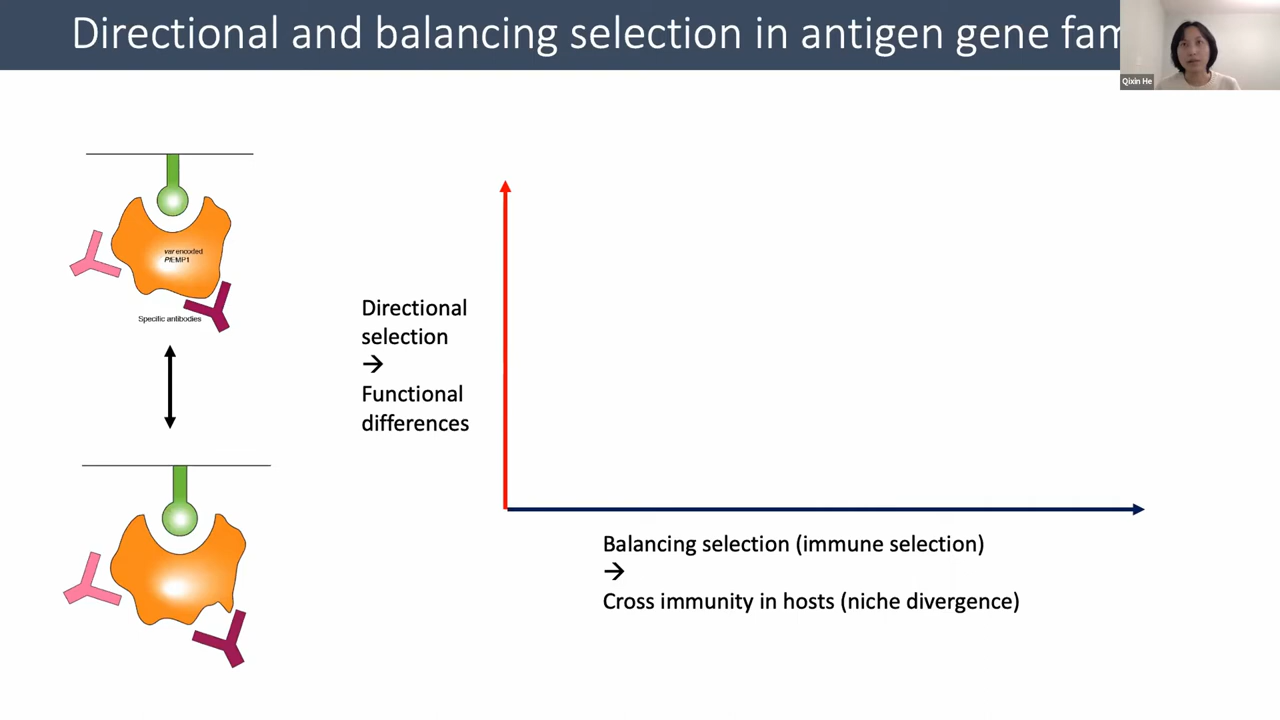 Directional and balancing selection in antigen gene fam
Qixin He
var encoded
PfEMP1
Specific antibodies
Directional
selection
→
Functional
differences
Balancing selection (immune selection)
→
Cross immunity in hosts (niche divergence)